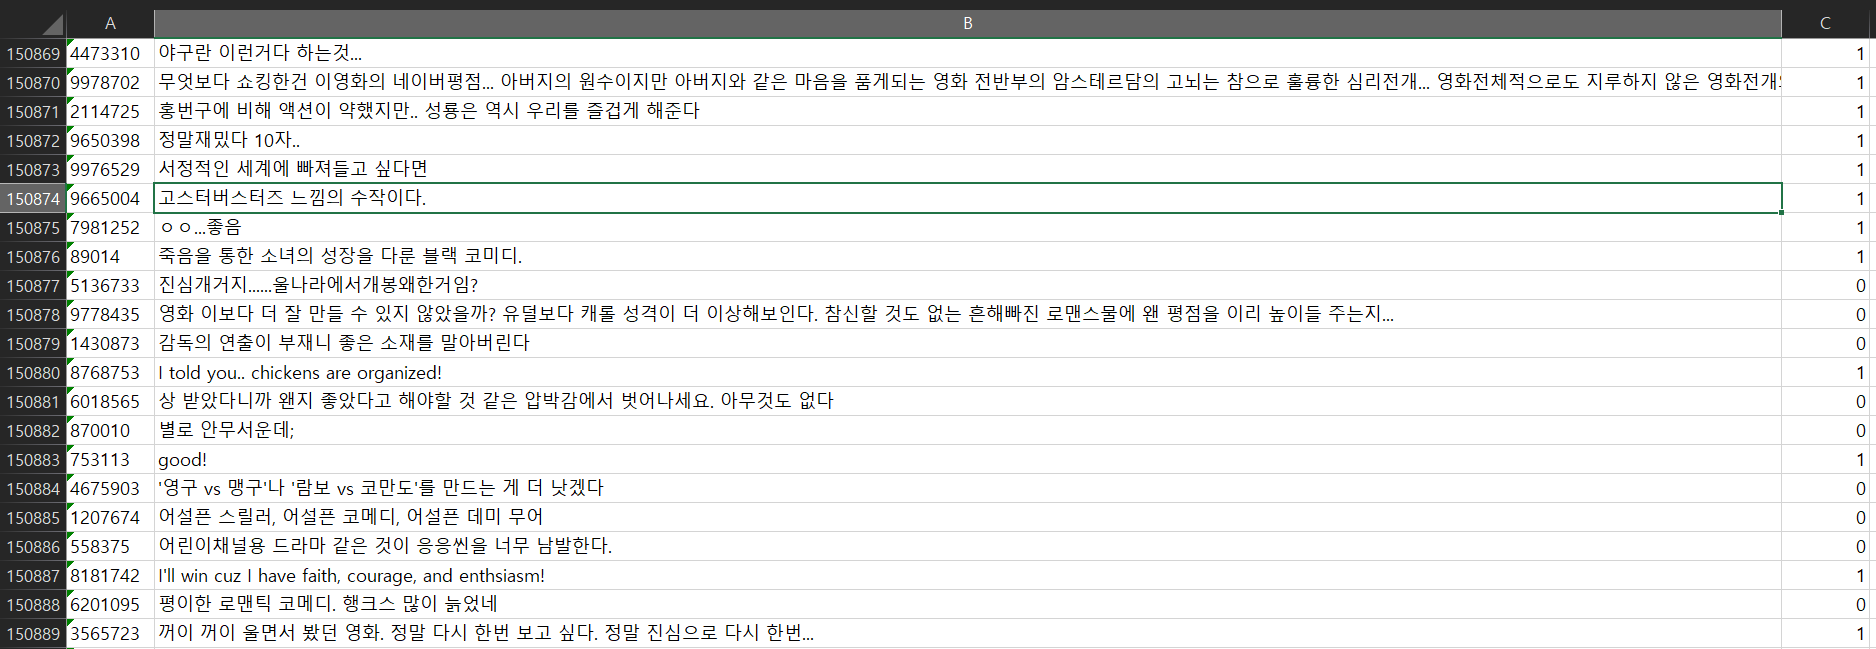 A B C
150869 4473310 야구란 이런거다 하는것... 1
150870 9978702 무엇보다 쇼킹한건 이영화의 네이버평점... 아버지의 원수이지만 아버지와 같은 마음을 품게되는 영화 전반부의 암스테르담의 고뇌는 참으로 훌륭한 심리전개... 영화전체적으로도 지루하지 않은 영화전개 1
150871 2114725 홍번구에 비해 액션이 약했지만.. 성룡은 역시 우리를 즐겁게 해준다 1
150872 9650398 정말재밌다 10자.. 1
150873 9976529 서정적인 세계에 빠져들고 싶다면 1
150874 9665004 고스터버스터즈 느낌의 수작이다. 1
150875 7981252 ㅇㅇ...좋음 1
150876 89014 죽음을 통한 소녀의 성장을 다룬 블랙 코미디. 1
150877 5136733 진심개거지......울나라에서개봉왜한거임? 0
150878 9778435 영화 이보다 더 잘 만들 수 있지 않았을까? 유덜보다 캐롤 성격이 더 이상해보인다. 참신할 것도 없는 흔해빠진 로맨스물에 왠 평점을 이리 높이들 주는지... 0
150879 1430873 감독의 연출이 부재니 좋은 소재를 말아버린다 0
150880 8768753 I told you.. chickens are organized! 1
150881 6018565 상 받았다니까 왠지 좋았다고 해야할 것 같은 압박감에서 벗어나세요. 아무것도 없다 0
150882 870010 별로 안무서운데; 0
150883 753113 good! 1
150884 4675903 '영구 vs 맹구'나 '람보 vs 코만도'를 만드는 게 더 낫겠다 0
150885 1207674 어설픈 스릴러, 어설픈 코메디, 어설픈 데미 무어 0
150886 558375 어린이채널용 드라마 같은 것이 응응씬을 너무 남발한다. 0
150887 8181742 I'll win cuz I have faith, courage, and enthsiasm! 1
150888 6201095 평이한 로맨틱 코메디. 행크스 많이 늙었네 0
150889 3565723 꺼이 꺼이 울면서 봤던 영화. 정말 다시 한번 보고 싶다. 정말 진심으로 다시 한번... 1